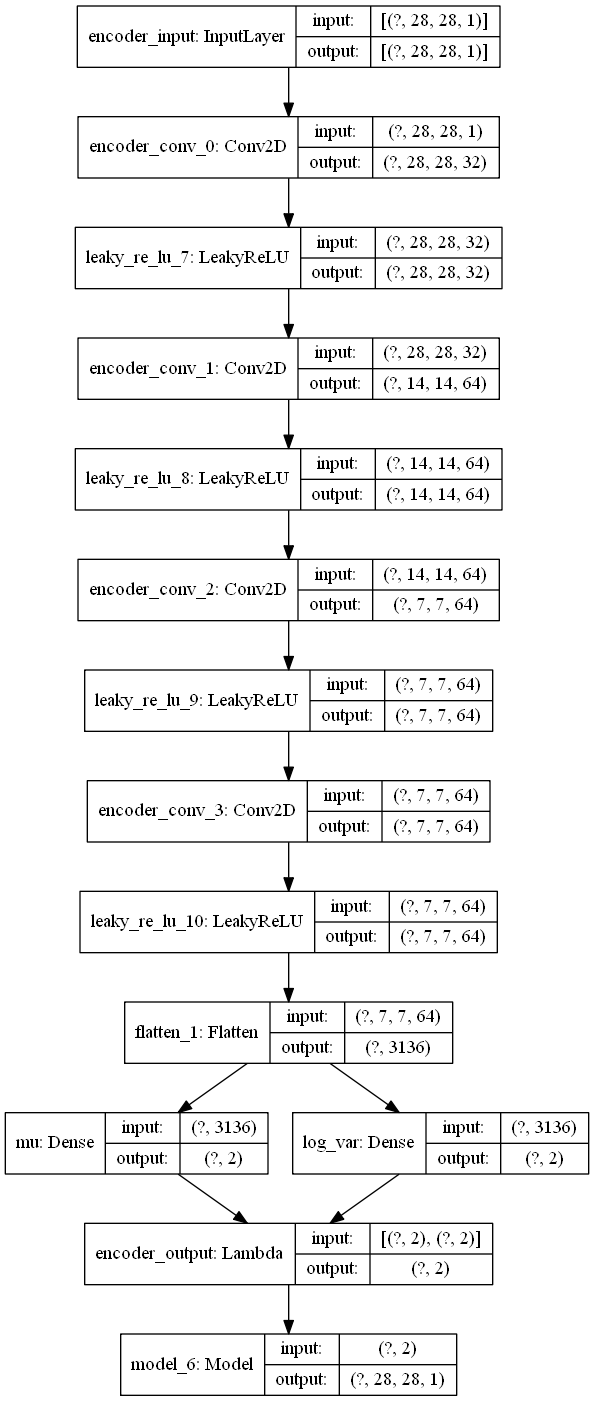 encoder_input: InputLayer input: [(?, 28, 28, 1)]
output: [(?, 28, 28, 1)]
encoder_conv_0: Conv2D input: (?, 28, 28, 1)
output: (?, 28, 28, 32)
leaky_re_lu_7: LeakyReLU input: (?, 28, 28, 32)
output: (?, 28, 28, 32)
encoder_conv_1: Conv2D input: (?, 28, 28, 32)
output: (?, 14, 14, 64)
leaky_re_lu_8: LeakyReLU input: (?, 14, 14, 64)
output: (?, 14, 14, 64)
encoder_conv_2: Conv2D input: (?, 14, 14, 64)
output: (?, 7, 7, 64)
leaky_re_lu_9: LeakyReLU input: (?, 7, 7, 64)
output: (?, 7, 7, 64)
encoder_conv_3: Conv2D input: (?, 7, 7, 64)
output: (?, 7, 7, 64)
leaky_re_lu_10: LeakyReLU input: (?, 7, 7, 64)
output: (?, 7, 7, 64)
flatten_1: Flatten input: (?, 7, 7, 64)
output: (?, 3136)
mu: Dense input: (?, 3136)
output: (?, 2)
log_var: Dense input: (?, 3136)
output: (?, 2)
encoder_output: Lambda input: [(?, 2), (?, 2)]
output: (?, 2)
model_6: Model input: (?, 2)
output: (?, 28, 28, 1)